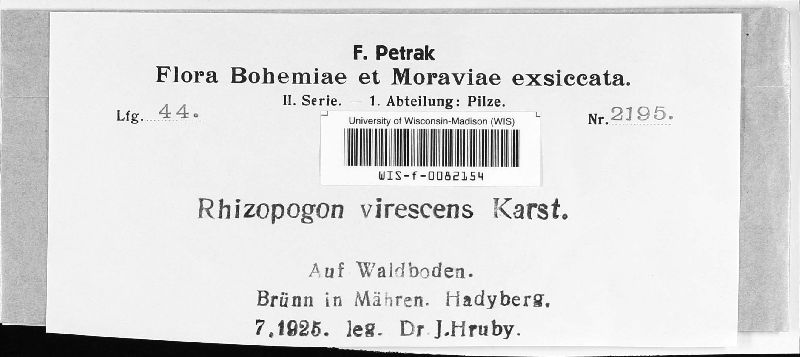 F. Petrak
Flora Bohemiae et Moraviae exsiccata.
II. Serie. — 1. Abteilung: Pilze.
Lfg. 44.
Nr. 2195.
University of Wisconsin-Madison (WIS)
WIS-f-0082154
Rhizopogon virescens Karst.
Auf Waldboden.
Brünn in Mähren. Hadyberg.
7.1925. leg. Dr J.Hruby.